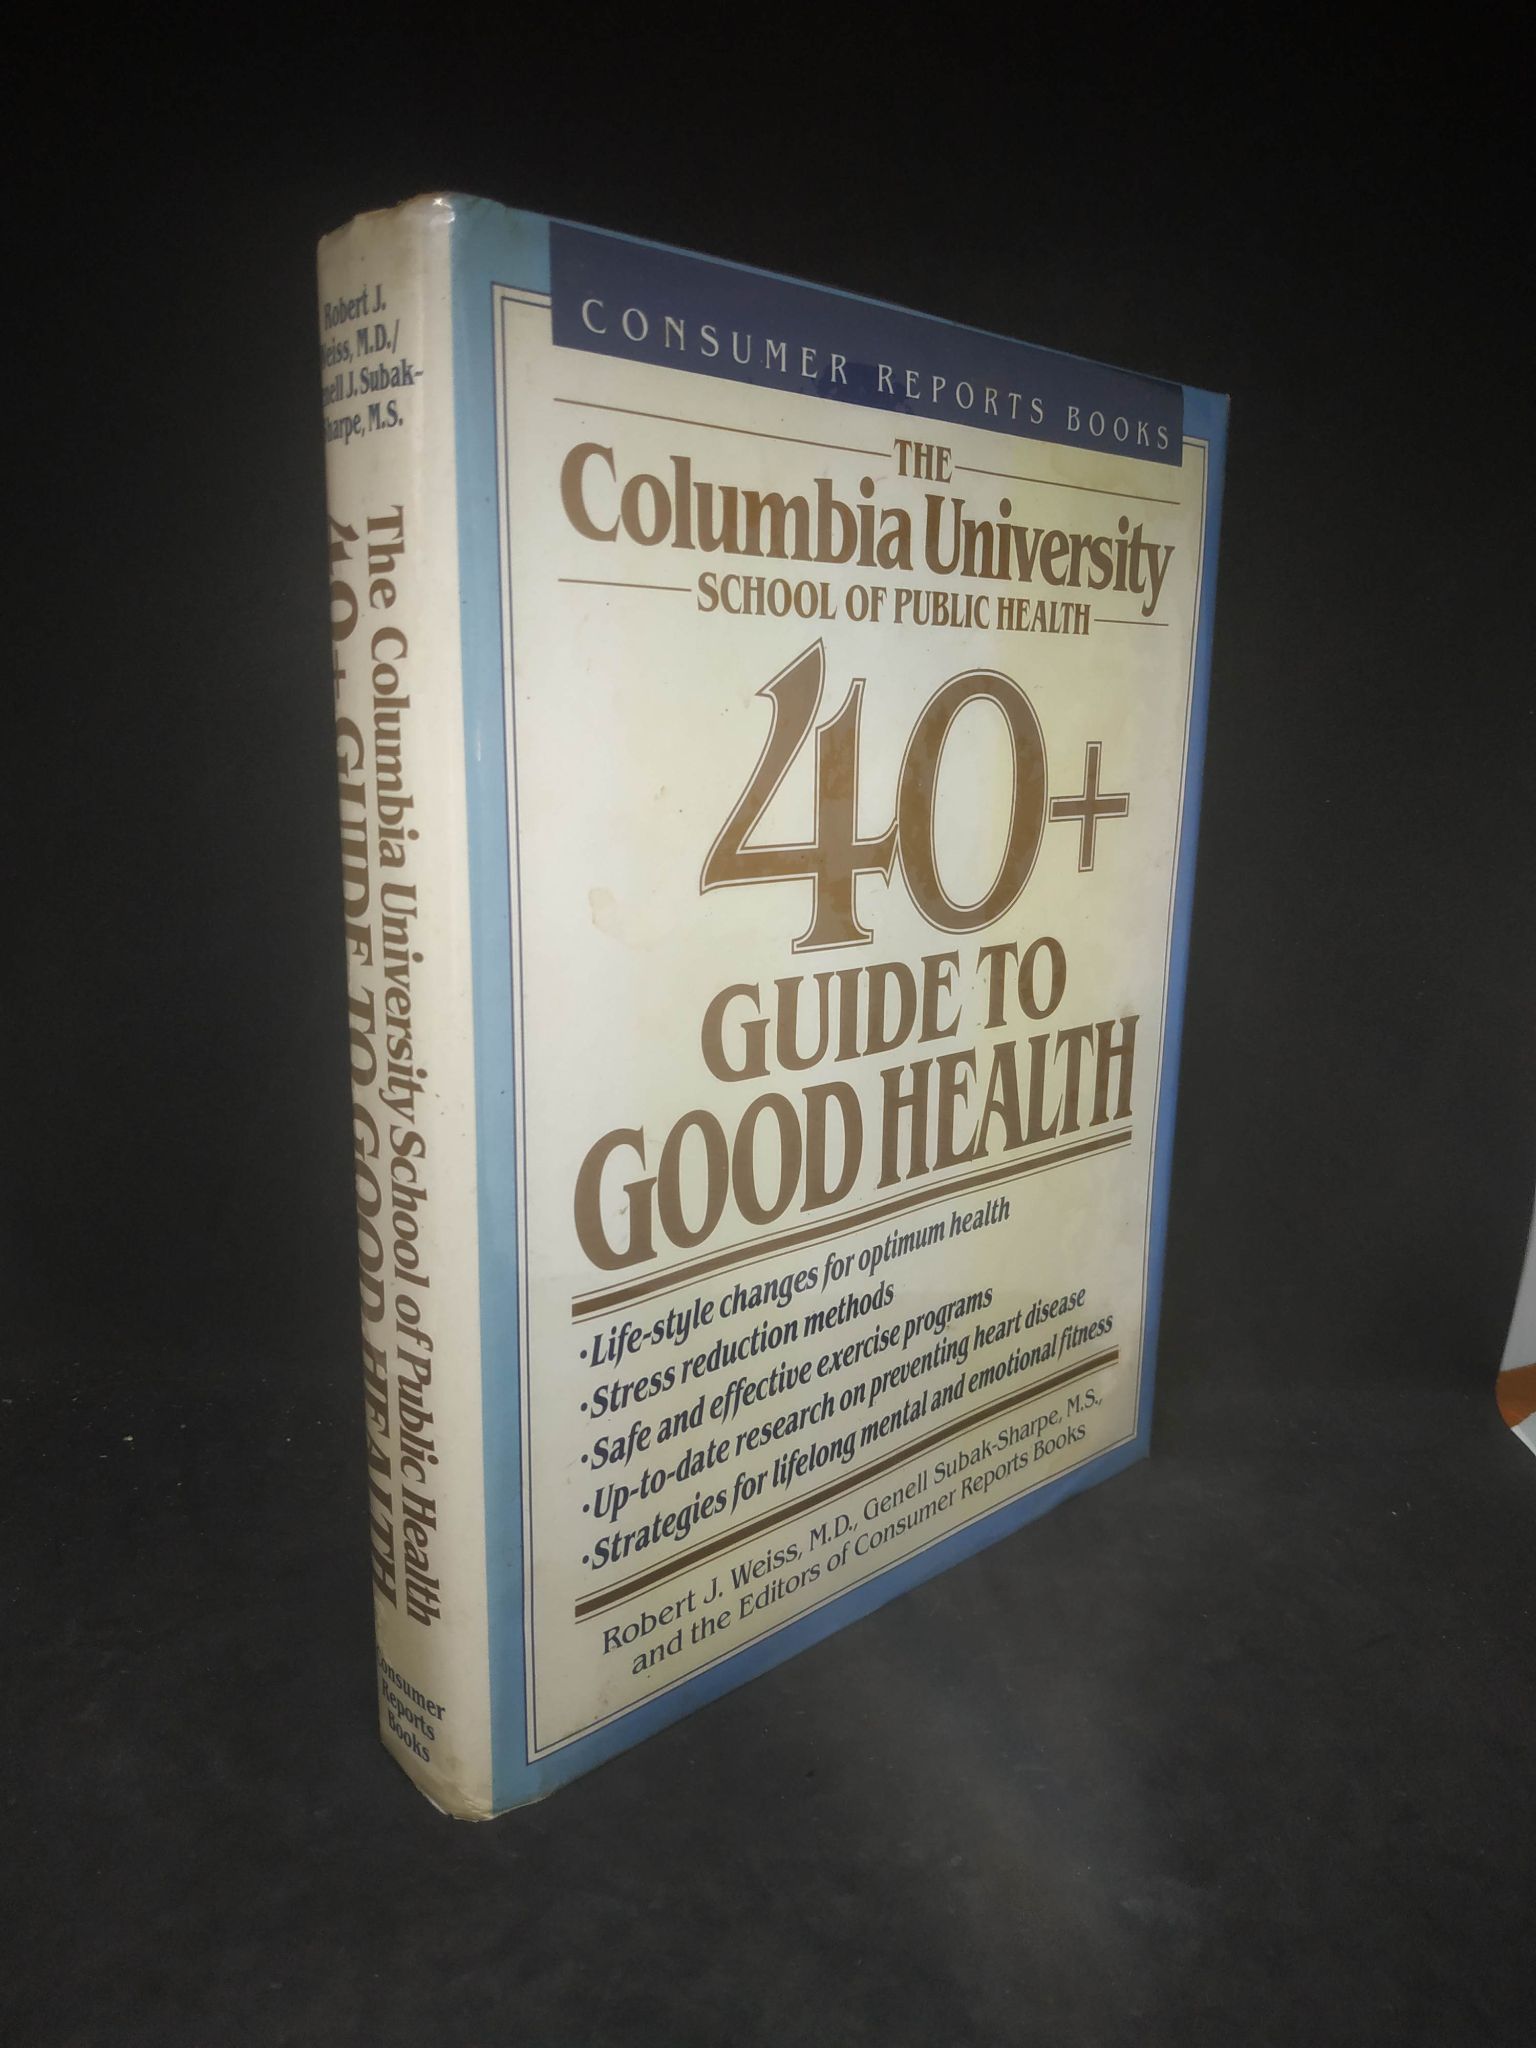 Robert J.
Weiss, M.D./
Genell J. Subak-
Sharpe, M.S.
The Columbia University School of Public Health
40+ GUIDE TO GOOD HEALTH
Consumer
Reports
Books
CONSUMER REPORTS BOOKS
THE
Columbia University
SCHOOL OF PUBLIC HEALTH
40+
GUIDE TO
GOOD HEALTH
•Life-style changes for optimum health
•Stress reduction methods
•Safe and effective exercise programs
•Up-to-date research on preventing heart disease
•Strategies for lifelong mental and emotional fitness
Robert J. Weiss, M.D., Genell Subak-Sharpe, M.S.,
and the Editors of Consumer Reports Books